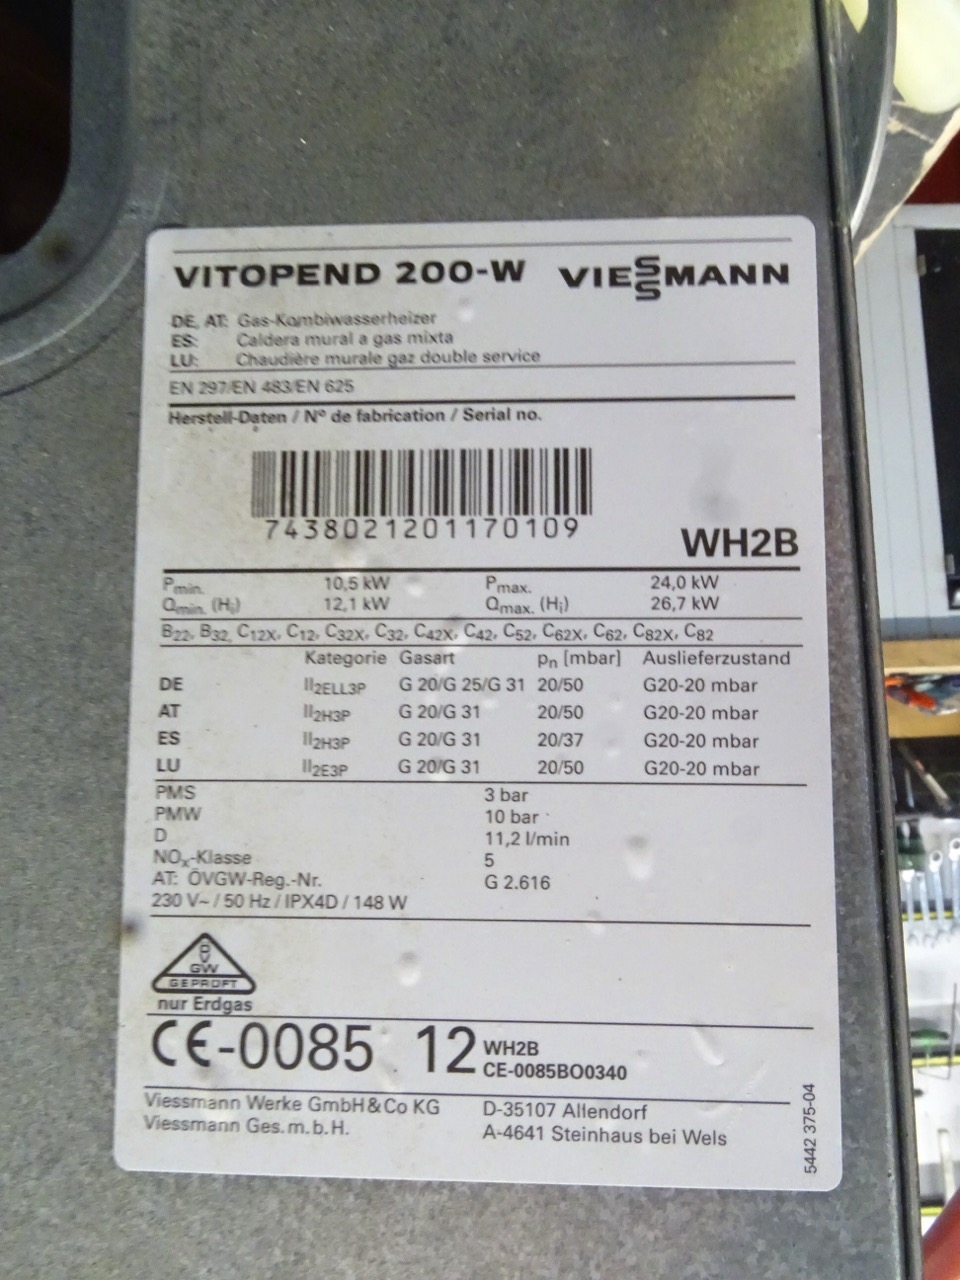 VITOPEND 200-W VIESSMANN
DE, AT: Gas-Kombiwasserheizer
ES: Caldera mural a gas mixta
LU: Chaudière murale gaz double service
EN 297/EN 483/EN 625
Herstell-Daten / Nº de fabrication / Serial no.
7438021201170109
WH2B
Pmin. 10,5 kW Pmax. 24,0 kW
Qmin. (Hi) 12,1 kW Qmax. (Hi) 26,7 kW
B22, B32, C12X, C12, C32X, C32, C42X, C42, C52, C62X, C62, C82X, C82
Kategorie Gasart pn [mbar] Auslieferzustand
DE II2ELL3P G 20/G 25/G 31 20/50 G20-20 mbar
AT II2H3P G 20/G 31 20/50 G20-20 mbar
ES II2H3P G 20/G 31 20/37 G20-20 mbar
LU II2E3P G 20/G 31 20/50 G20-20 mbar
PMS 3 bar
PMW 10 bar
D 11,2 l/min
NOx-Klasse 5
AT: ÖVGW-Reg.-Nr. G 2.616
230 V~ / 50 Hz / IPX4D / 148 W
D
V
GW
GEPRÜFT
nur Erdgas
CE-0085 12 WH2B
CE-0085BO0340
Viessmann Werke GmbH&Co KG D-35107 Allendorf
Viessmann Ges.m.b.H. A-4641 Steinhaus bei Wels
5442 375-04